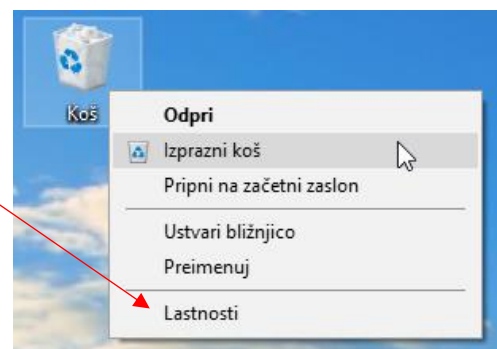 Koš
Odpri
Izprazni koš
Pripni na začetni zaslon
Ustvari bližnjico
Preimenuj
Lastnosti